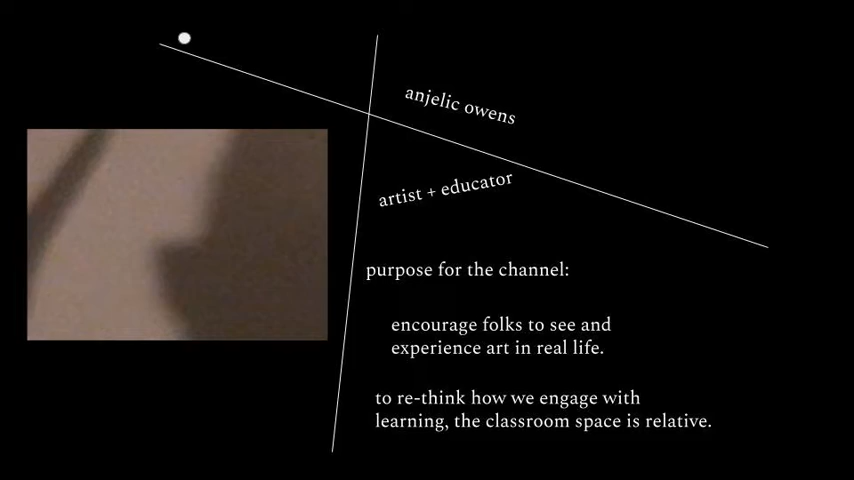 anjelic owens
artist + educator
purpose for the channel:
encourage folks to see and
experience art in real life.
to re-think how we engage with
learning, the classroom space is relative.